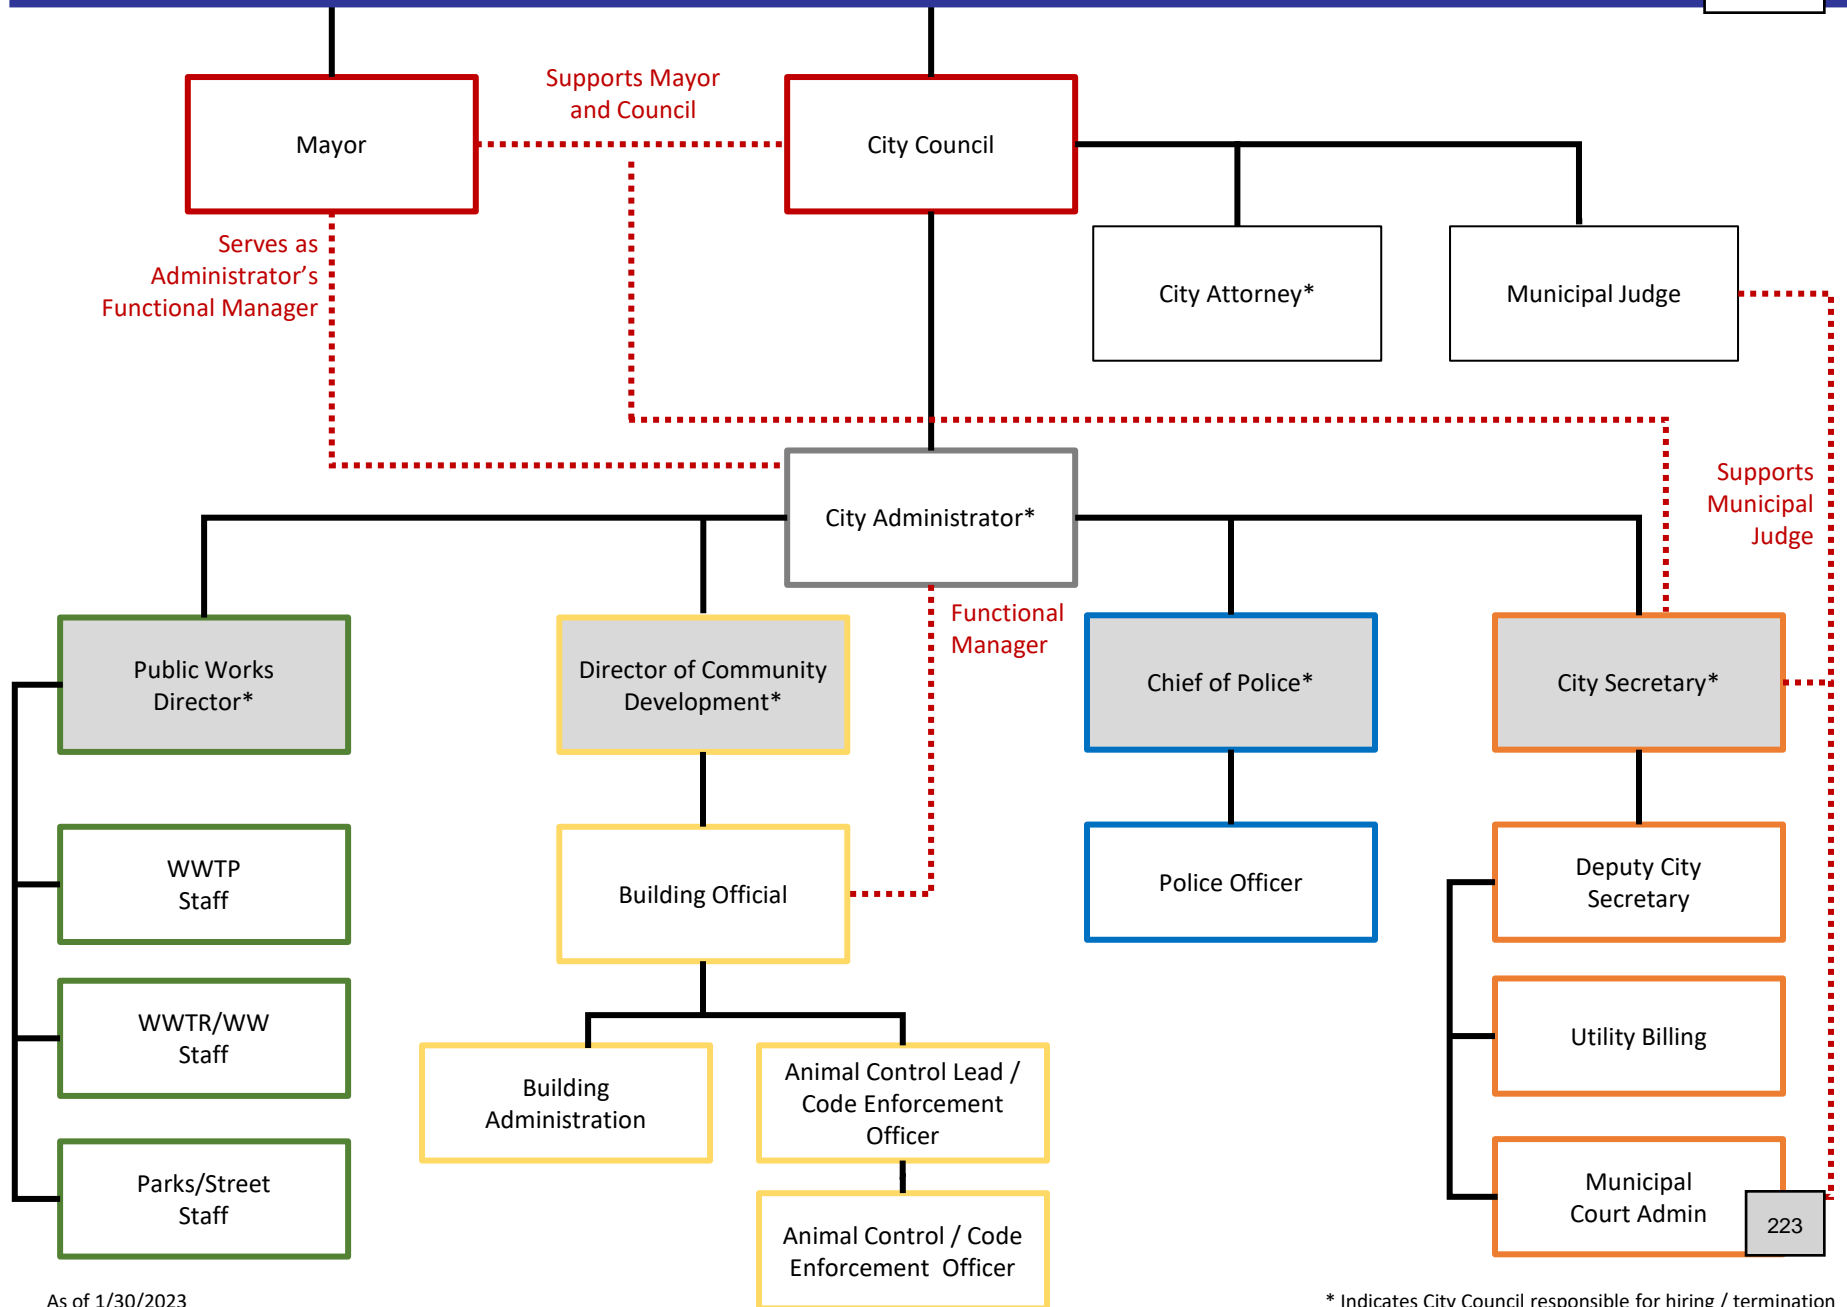 Supports Mayor
and Council
Mayor
City Council
Serves as
Administrator's
Functional Manager
City Attorney*
Municipal Judge
Supports
Municipal
Judge
City Administrator*
Functional
Manager
Public Works
Director*
Director of Community
Development*
Chief of Police*
City Secretary*
WWTP
Staff
Building Official
Police Officer
Deputy City
Secretary
WWTR/WW
Staff
Utility Billing
Building
Administration
Animal Control Lead /
Code Enforcement
Officer
Parks/Street
Staff
Municipal
Court Admin
223
Animal Control / Code
Enforcement  Officer
As of 1/30/2023
* Indicates City Council responsible for hiring / termination